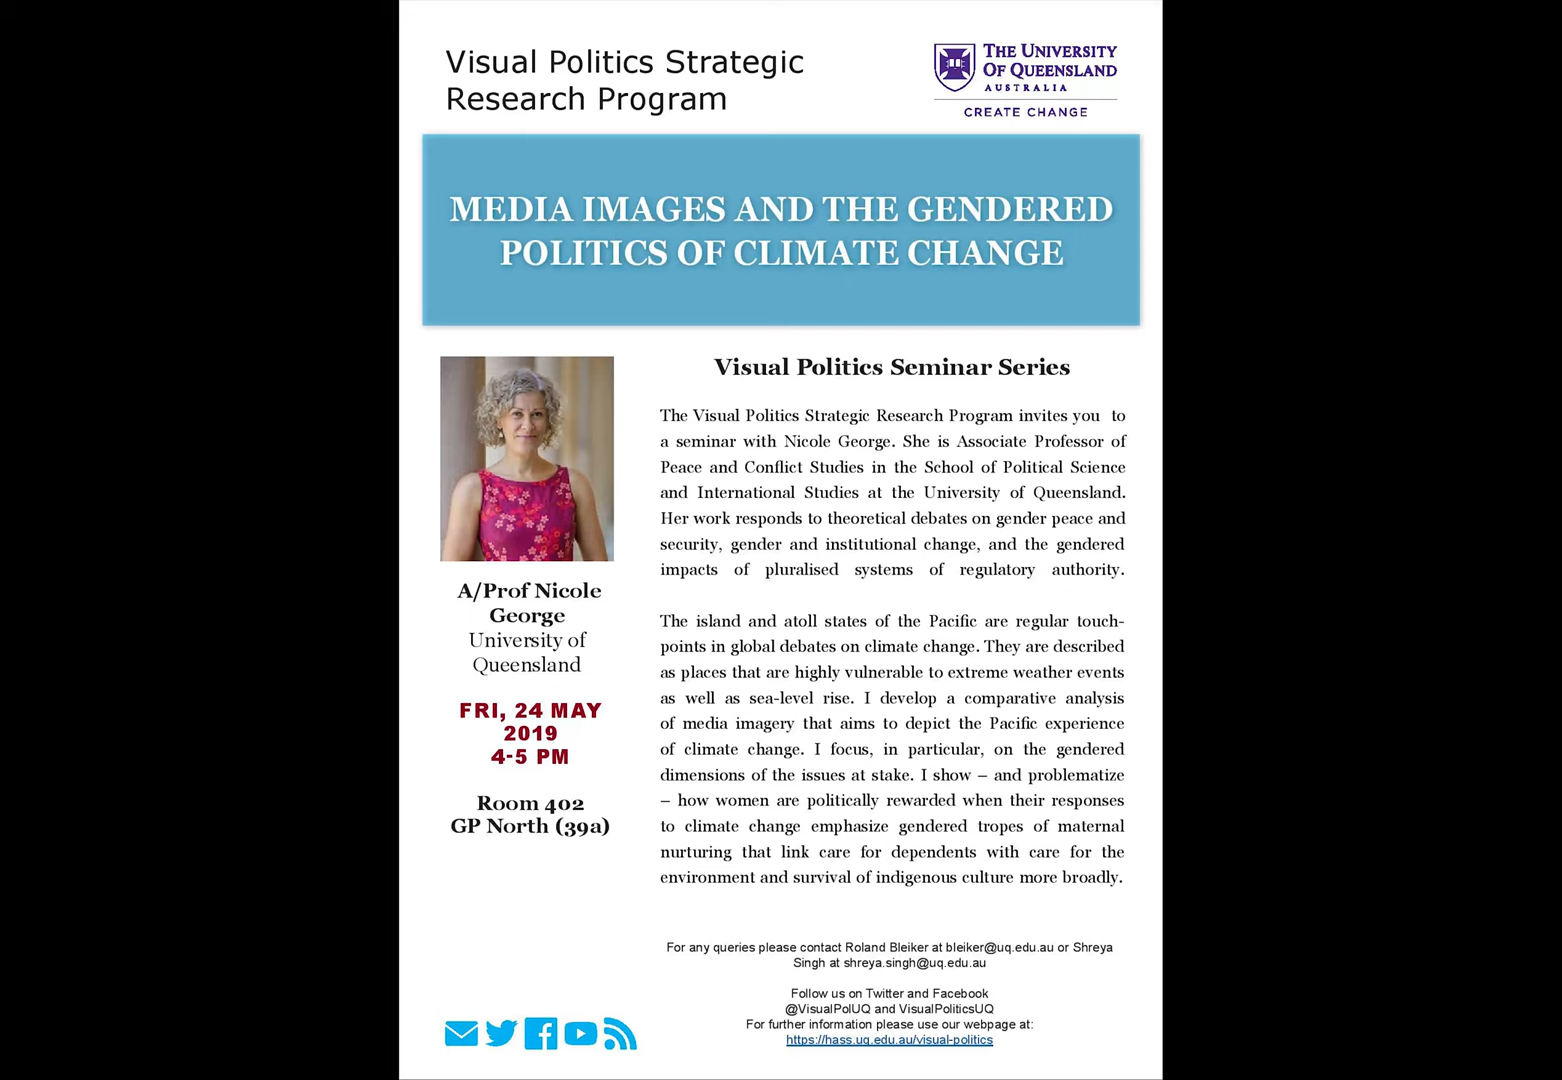 Visual Politics Strategic
Research Program
THE UNIVERSITY
OF QUEENSLAND
AUSTRALIA
CREATE CHANGE
MEDIA IMAGES AND THE GENDERED
POLITICS OF CLIMATE CHANGE
A/Prof Nicole
George
University of
Queensland
FRI, 24 MAY
2019
4-5 PM
Room 402
GP North (39a)
Visual Politics Seminar Series
The Visual Politics Strategic Research Program invites you to
a seminar with Nicole George. She is Associate Professor of
Peace and Conflict Studies in the School of Political Science
and International Studies at the University of Queensland.
Her work responds to theoretical debates on gender peace and
security, gender and institutional change, and the gendered
impacts of pluralised systems of regulatory authority.
The island and atoll states of the Pacific are regular touch-
points in global debates on climate change. They are described
as places that are highly vulnerable to extreme weather events
as well as sea-level rise. I develop a comparative analysis
of media imagery that aims to depict the Pacific experience
of climate change. I focus, in particular, on the gendered
dimensions of the issues at stake. I show – and problematize
– how women are politically rewarded when their responses
to climate change emphasize gendered tropes of maternal
nurturing that link care for dependents with care for the
environment and survival of indigenous culture more broadly.
For any queries please contact Roland Bleiker at bleiker@uq.edu.au or Shreya
Singh at shreya.singh@uq.edu.au
Follow us on Twitter and Facebook
@VisualPolUQ and VisualPoliticsUQ
For further information please use our webpage at:
https://hass.uq.edu.au/visual-politics